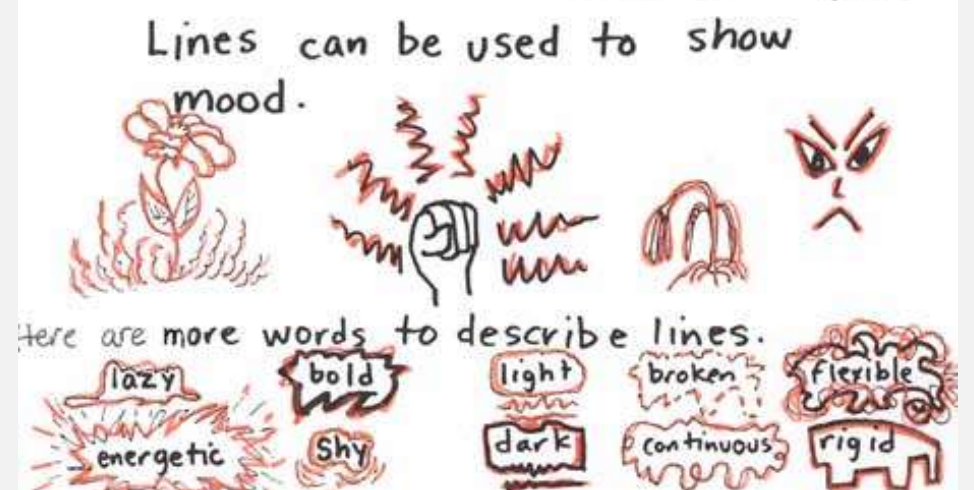 Lines can be used to show
mood.
Here are more words to describe lines.
lazy bold light broken flexible
energetic shy dark continuous rigid